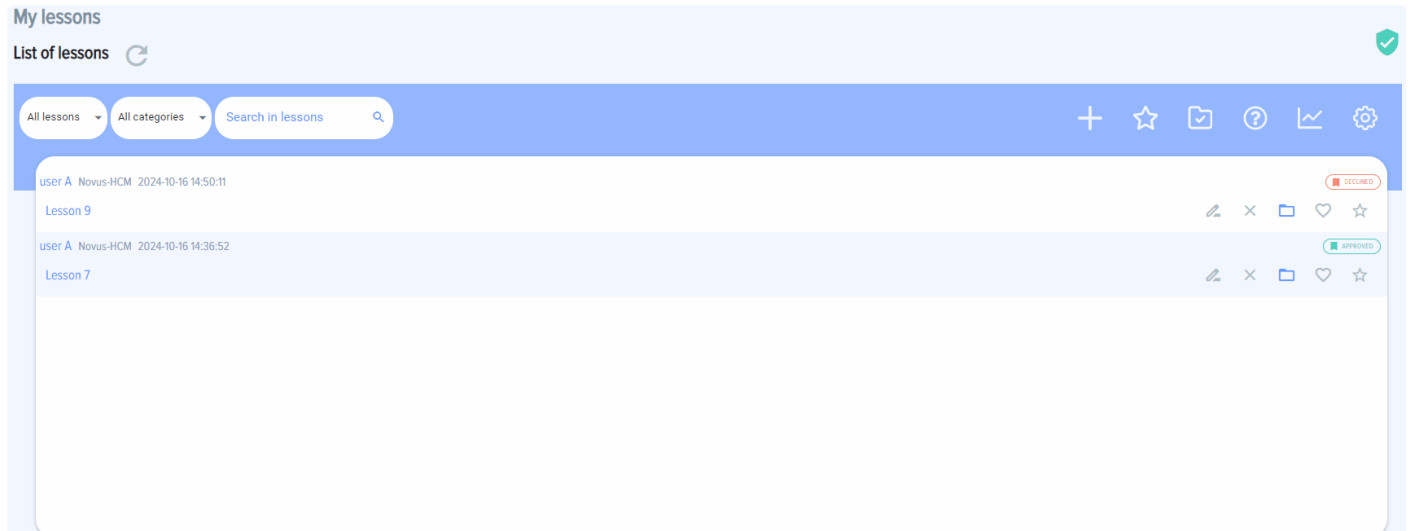 My lessons
List of lessons
All lessons All categories Search in lessons
user A Novus-HCM 2024-10-16 14:50:11 DECLINED
Lesson 9
user A Novus-HCM 2024-10-16 14:36:52 APPROVED
Lesson 7